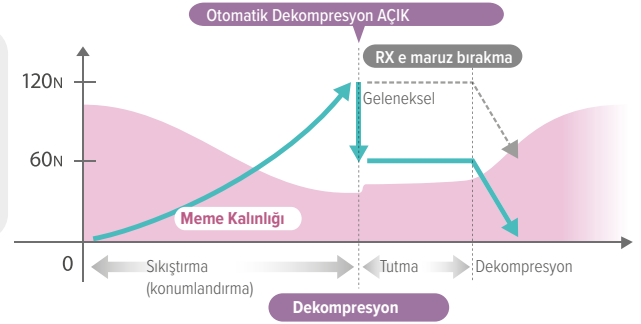 Otomatik Dekompresyon AÇIK
RX e maruz bırakma
120N
Geleneksel
60N
Meme Kalınlığı
0
Sıkıştırma
(konumlandırma)
Tutma
Dekompresyon
Dekompresyon